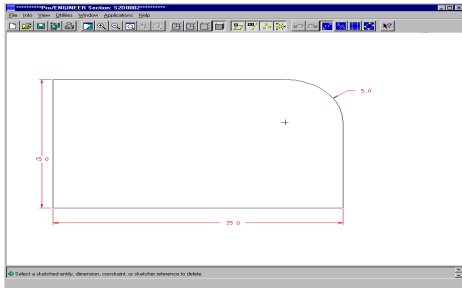 **********Pro/ENGINEER Section: S2D0002**********
File Info View Utilities Window Applications Help
5.0
15.0
25.0
Select a sketched entity, dimension, constraint, or sketcher reference to delete.